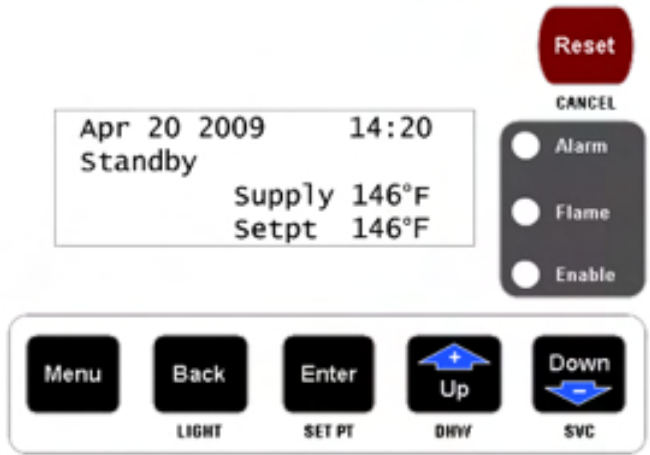 Reset
CANCEL
Apr 20 2009 14:20
Standby
Supply 146°F
Setpt 146°F
Alarm
Flame
Enable
Menu
Back
Enter
+
Up
Down
-
LIGHT
SET PT
DHW
SVC